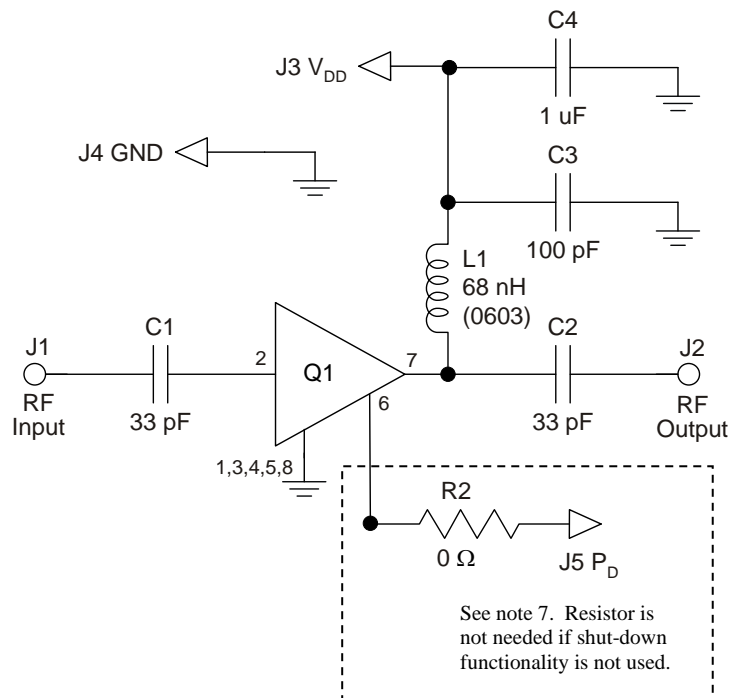 C4
J3 V_DD
1 uF
J4 GND
C3
100 pF
L1
68 nH
(0603)
C1
C2
J1
2
Q1
7
J2
RF
Input
33 pF
6
33 pF
RF
Output
1,3,4,5,8
R2
0 Ω
J5 P_D
See note 7. Resistor is
not needed if shut-down
functionality is not used.